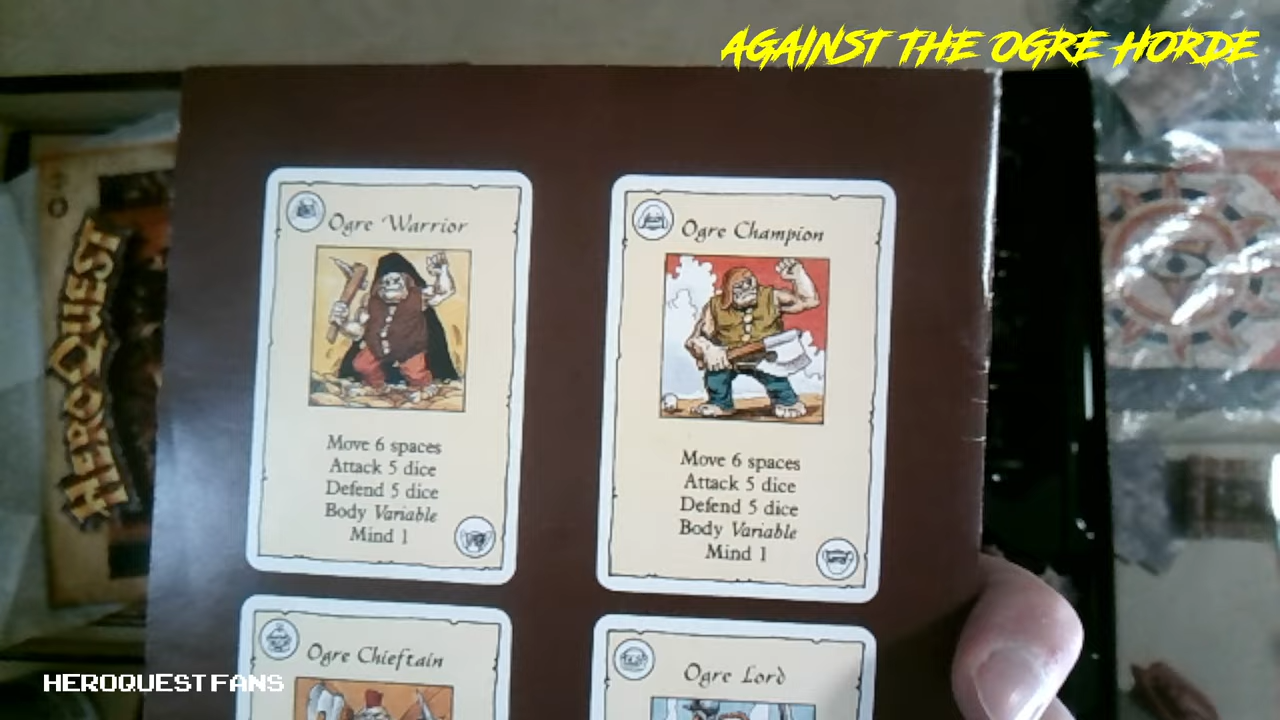 AGAINST THE OGRE HORDE
HEROQUEST
Ogre Warrior
Move 6 spaces
Attack 5 dice
Defend 5 dice
Body Variable
Mind 1
Ogre Champion
Move 6 spaces
Attack 5 dice
Defend 5 dice
Body Variable
Mind 1
Ogre Chieftain
Ogre Lord
HEROQUEST FANS